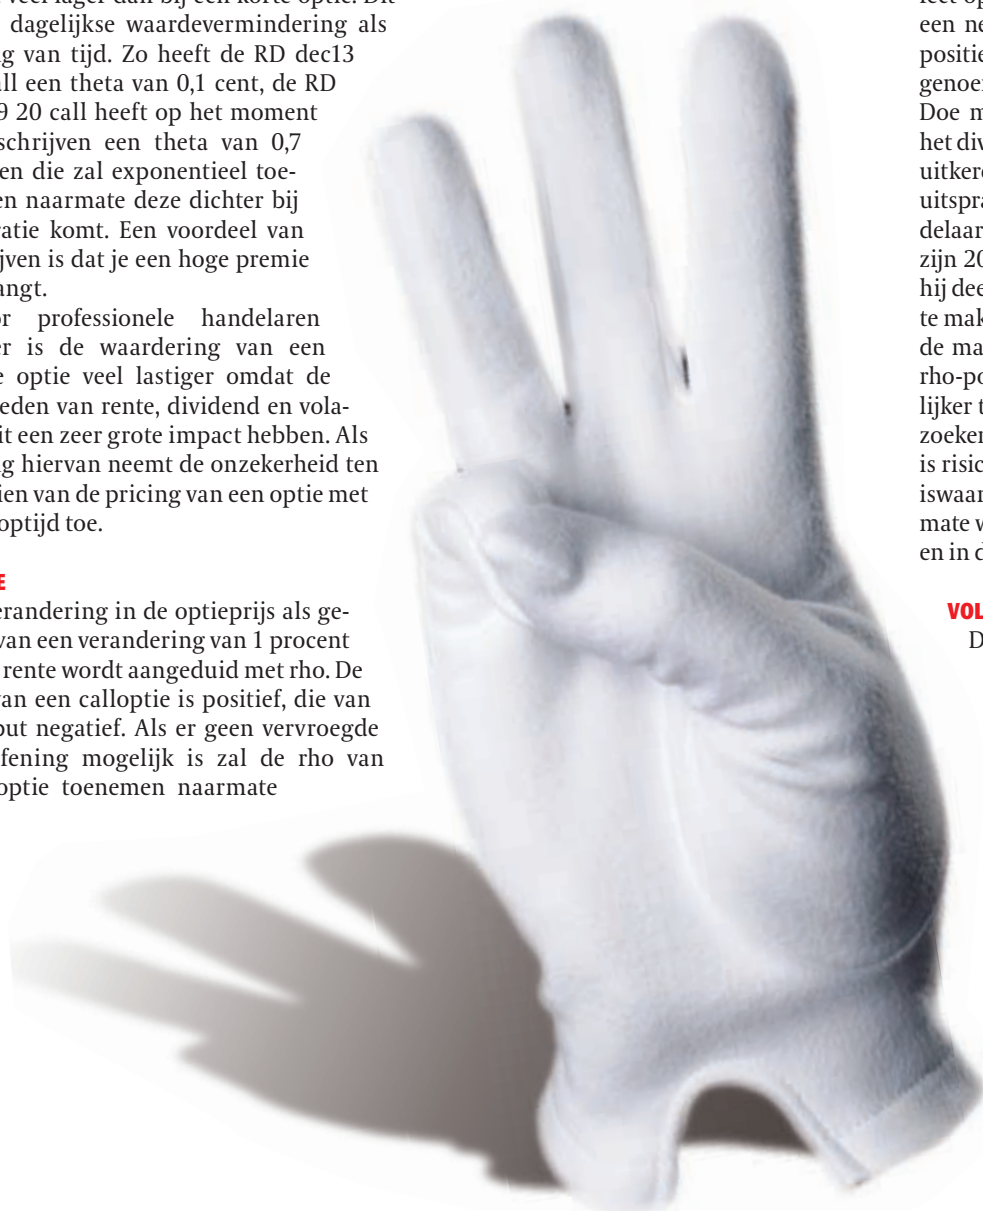 veel lager dan bij een korte optie. Dit
dagelijkse waardevermindering als
g van tijd. Zo heeft de RD dec13
all een theta van 0,1 cent, de RD
9 20 call heeft op het moment
schrijven een theta van 0,7
en die zal exponentieel toe-
en naarmate deze dichter bij
ratie komt. Een voordeel van
ijven is dat je een hoge premie
angt.
or professionele handelaren
er is de waardering van een
e optie veel lastiger omdat de
eden van rente, dividend en vola-
it een zeer grote impact hebben. Als
g hiervan neemt de onzekerheid ten
ien van de pricing van een optie met
optijd toe.
E
erandering in de optieprijs als ge-
van een verandering van 1 procent
rente wordt aangeduid met rho. De
van een calloptie is positief, die van
put negatief. Als er geen vervroegde
fening mogelijk is zal de rho van
optie toenemen naarmate
een ne
positie
genoe
Doe m
het div
uitkere
uitspra
delaar
zijn 20
hij dee
te mak
de ma
rho-po
lijker t
zoeken
is risic
iswaar
mate v
en in d
VOL
D